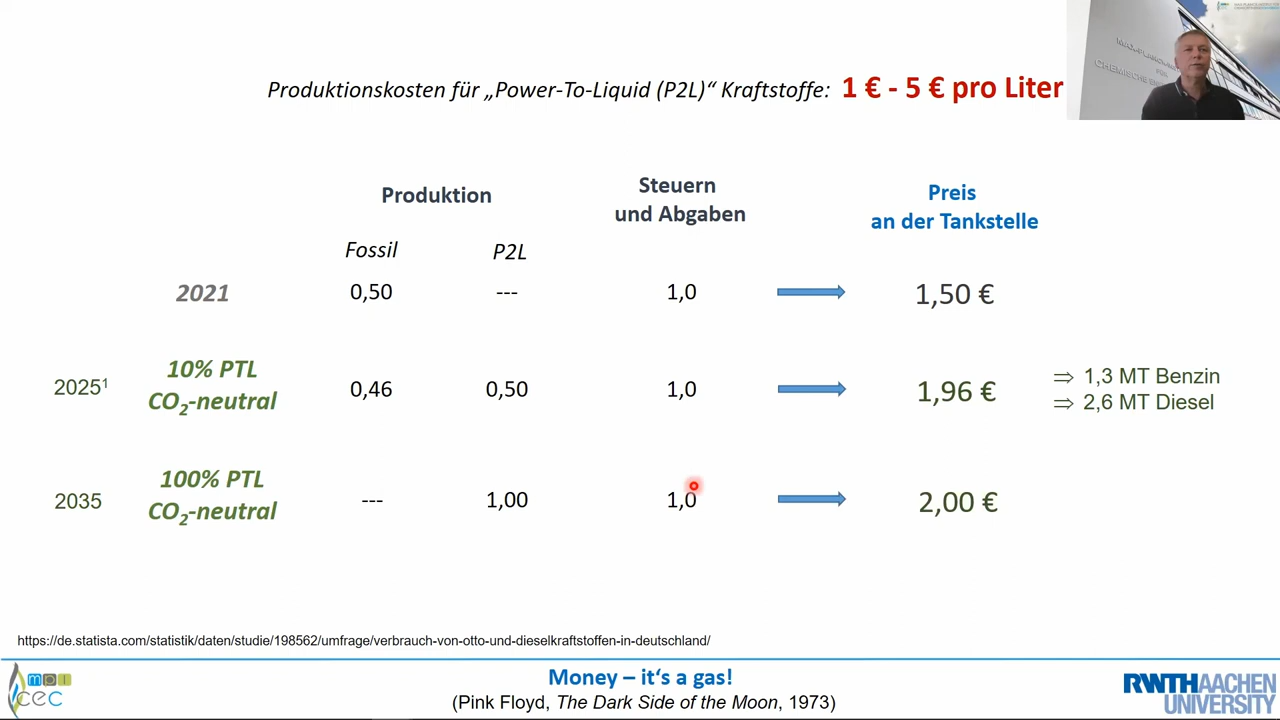 Produktionskosten für „Power-To-Liquid (P2L)“ Kraftstoffe: 1 € - 5 € pro Liter
Produktion
Steuern
und Abgaben
Preis
an der Tankstelle
Fossil P2L
2021 0,50 --- 1,0 1,50 €
2025¹ 10% PTL
CO₂-neutral 0,46 0,50 1,0 1,96 €
⇒ 1,3 MT Benzin
⇒ 2,6 MT Diesel
2035 100% PTL
CO₂-neutral --- 1,00 1,0 2,00 €
https://de.statista.com/statistik/daten/studie/198562/umfrage/verbrauch-von-otto-und-dieselkraftstoffen-in-deutschland/
mpi
cec
Money – it‘s a gas!
(Pink Floyd, The Dark Side of the Moon, 1973)
RWTHAACHEN
UNIVERSITY